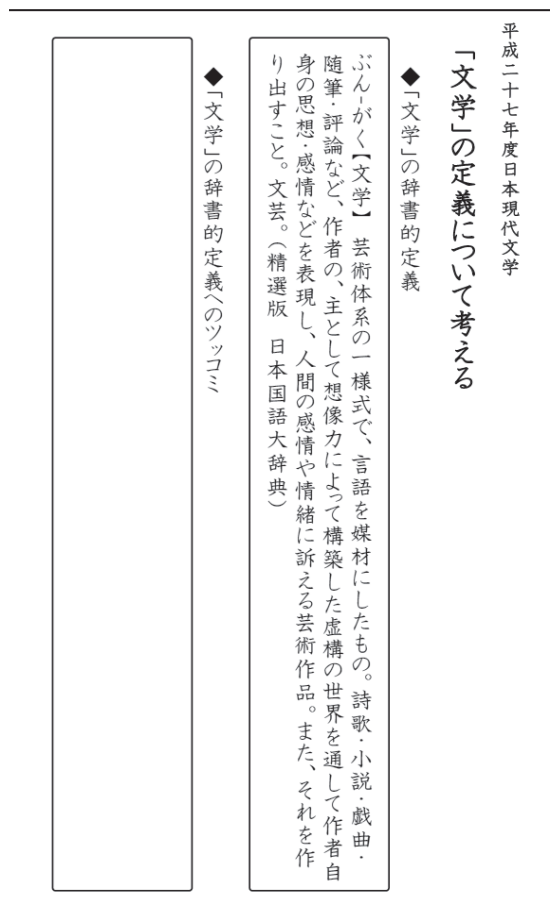 平成二十七年度日本現代文学
「文学」の定義について考える
◆「文学」の辞書的定義
ぶん-がく【文学】 芸術体系の一様式で、言語を媒材にしたもの。詩歌・小説・戯曲・
随筆・評論など、作者の、主として想像力によって構築した虚構の世界を通して作者自
身の思想・感情などを表現し、人間の感情や情緒に訴える芸術作品。また、それを作
り出すこと。文芸。（精選版 日本国語大辞典）
◆「文学」の辞書的定義へのツッコミ